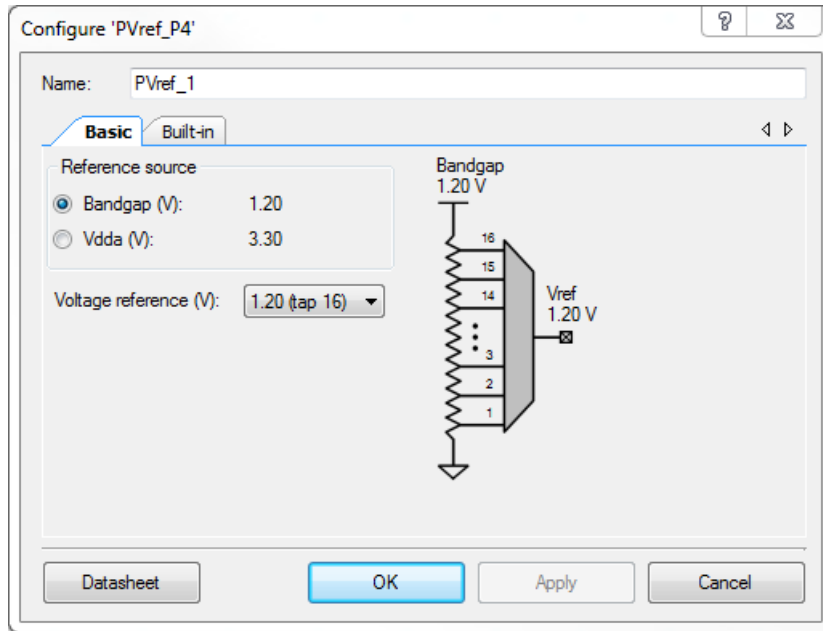 Configure 'PVref_P4'
Name: PVref_1
Basic Built-in
Reference source
Bandgap (V): 1.20
Vdda (V): 3.30
Voltage reference (V): 1.20 (tap 16)
Bandgap
1.20 V
16
15
14
Vref
1.20 V
3
2
1
Datasheet OK Apply Cancel